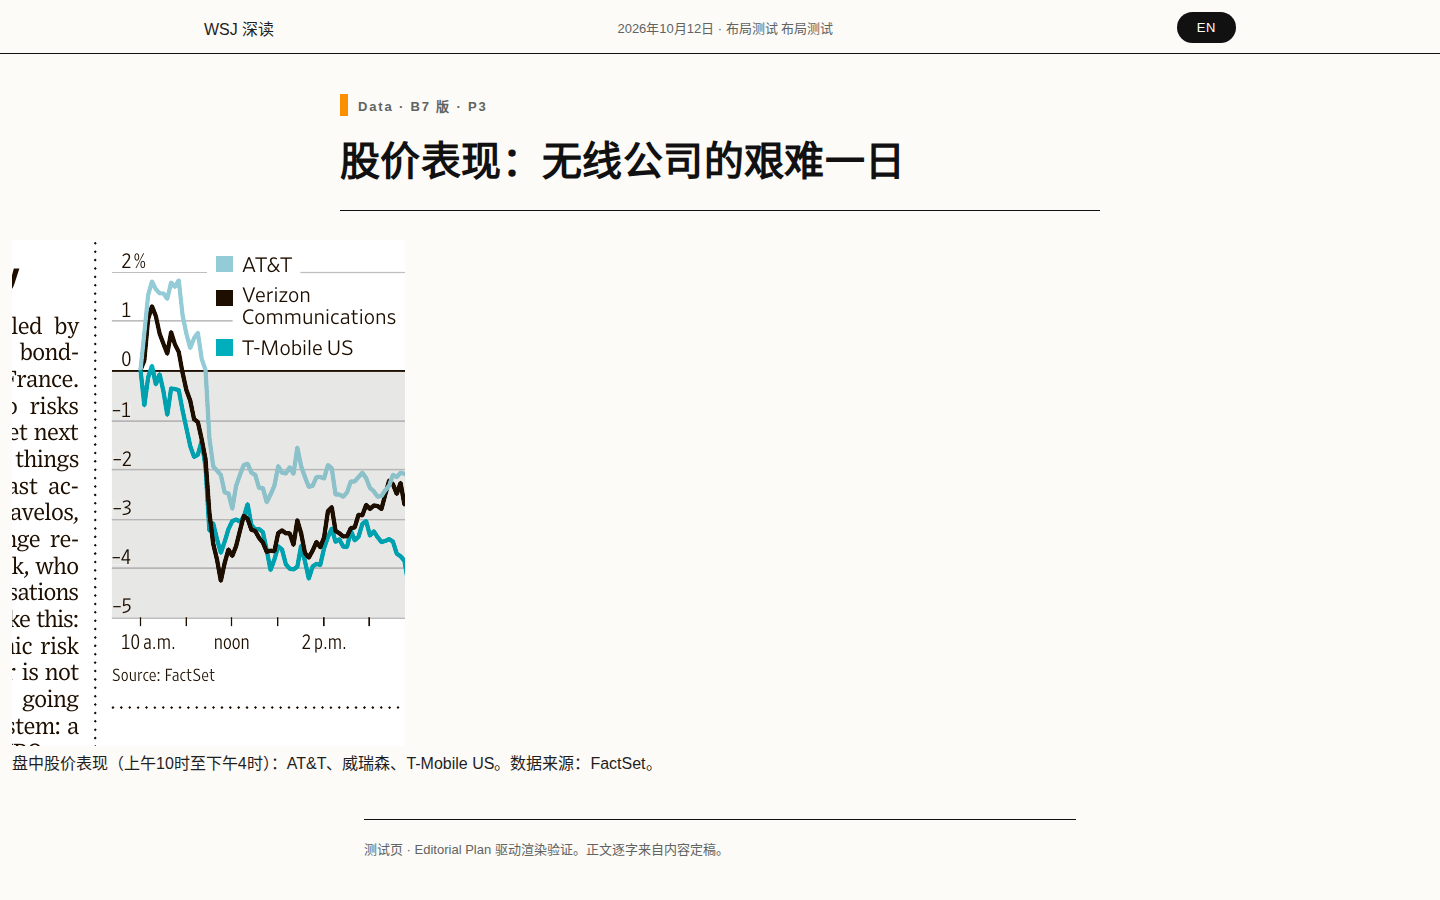 WSJ 深读
2026年10月12日 · 布局测试 布局测试
EN
Data · B7 版 · P3
股价表现：无线公司的艰难一日
led by
bond-
France.
risks
et next
things
ast ac-
avelos,
nge re-
k, who
sations
ke this:
nic risk
r is not
going
stem: a
2%
1
0
–1
–2
–3
–4
–5
AT&T
Verizon
Communications
T-Mobile US
10 a.m. noon 2 p.m.
Source: FactSet
盘中股价表现（上午10时至下午4时）：AT&T、威瑞森、T-Mobile US。数据来源：FactSet。
测试页 · Editorial Plan 驱动渲染验证。正文逐字来自内容定稿。